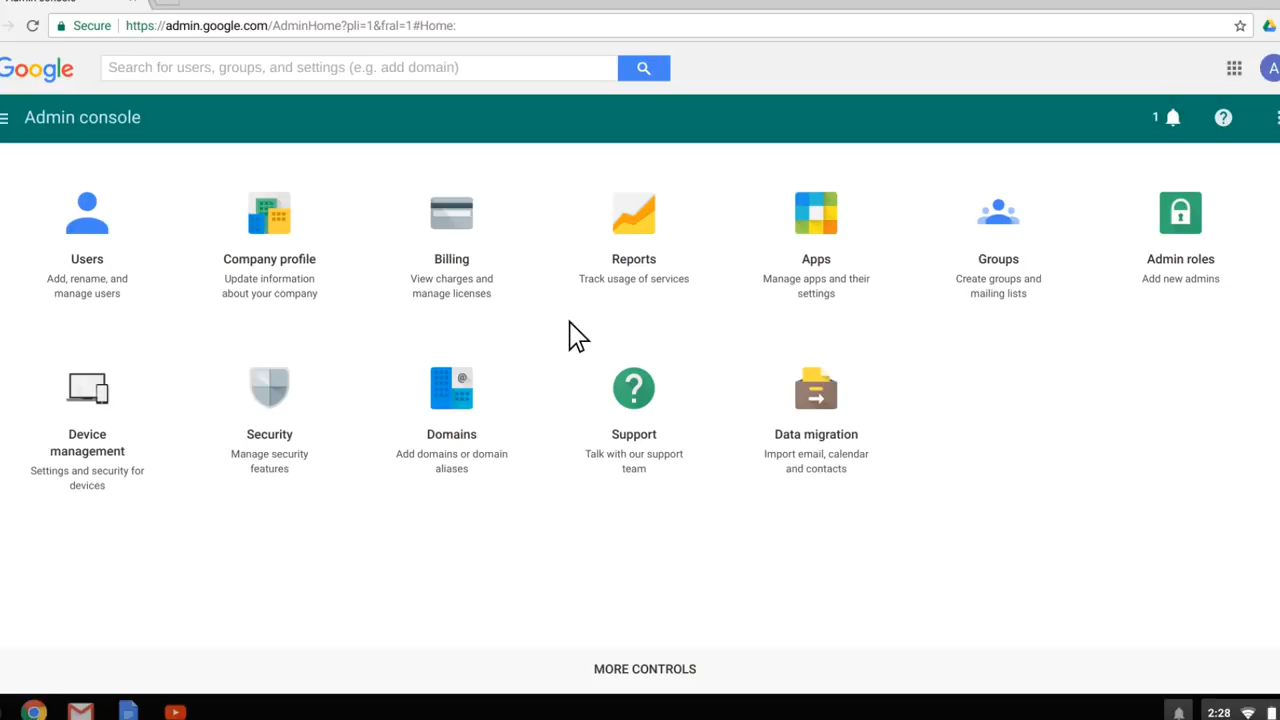 Admin console
Secure https://admin.google.com/AdminHome?pli=1&fral=1#Home:
Google
Search for users, groups, and settings (e.g. add domain)
A
Admin console
1
Users
Add, rename, and
manage users
Company profile
Update information
about your company
Billing
View charges and
manage licenses
Reports
Track usage of services
Apps
Manage apps and their
settings
Groups
Create groups and
mailing lists
Admin roles
Add new admins
Device
management
Settings and security for
devices
Security
Manage security
features
Domains
Add domains or domain
aliases
Support
Talk with our support
team
Data migration
Import email, calendar
and contacts
MORE CONTROLS
2:28